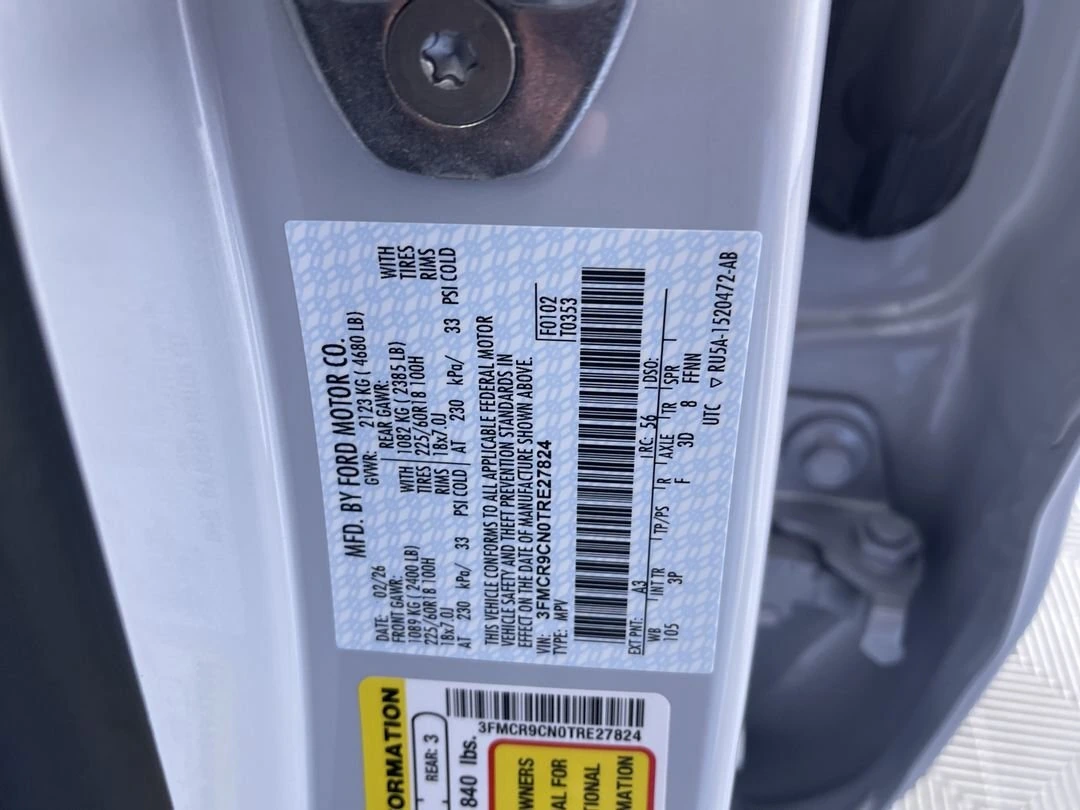 MFD. BY FORD MOTOR CO.
DATE: 02/26 GVWR: 2123 KG ( 4680 LB)
FRONT GAWR: REAR GAWR:
1089 KG ( 2400 LB) WITH 1082 KG ( 2385 LB) WITH
225/60R18 100H TIRES 225/60R18 100H TIRES
18x7.0J RIMS 18x7.0J RIMS
AT 230 kPa/ 33 PSI COLD AT 230 kPa/ 33 PSI COLD
THIS VEHICLE CONFORMS TO ALL APPLICABLE FEDERAL MOTOR
VEHICLE SAFETY AND THEFT PREVENTION STANDARDS IN
EFFECT ON THE DATE OF MANUFACTURE SHOWN ABOVE.
VIN: 3FMCR9CN0TRE27824 F0102
TYPE: MPV T0353
EXT PNT: A3 RC: 56 DSO:
WB INT TR TP/PS R AXLE TR SPR
105 3P F 3D 8 FFNN
UTC ▽ RU5A-1520472-AB
3FMCR9CN0TRE27824
ORMATION
REAR: 3
840 lbs.
OWNERS
AL FOR
TIONAL
ORMATION